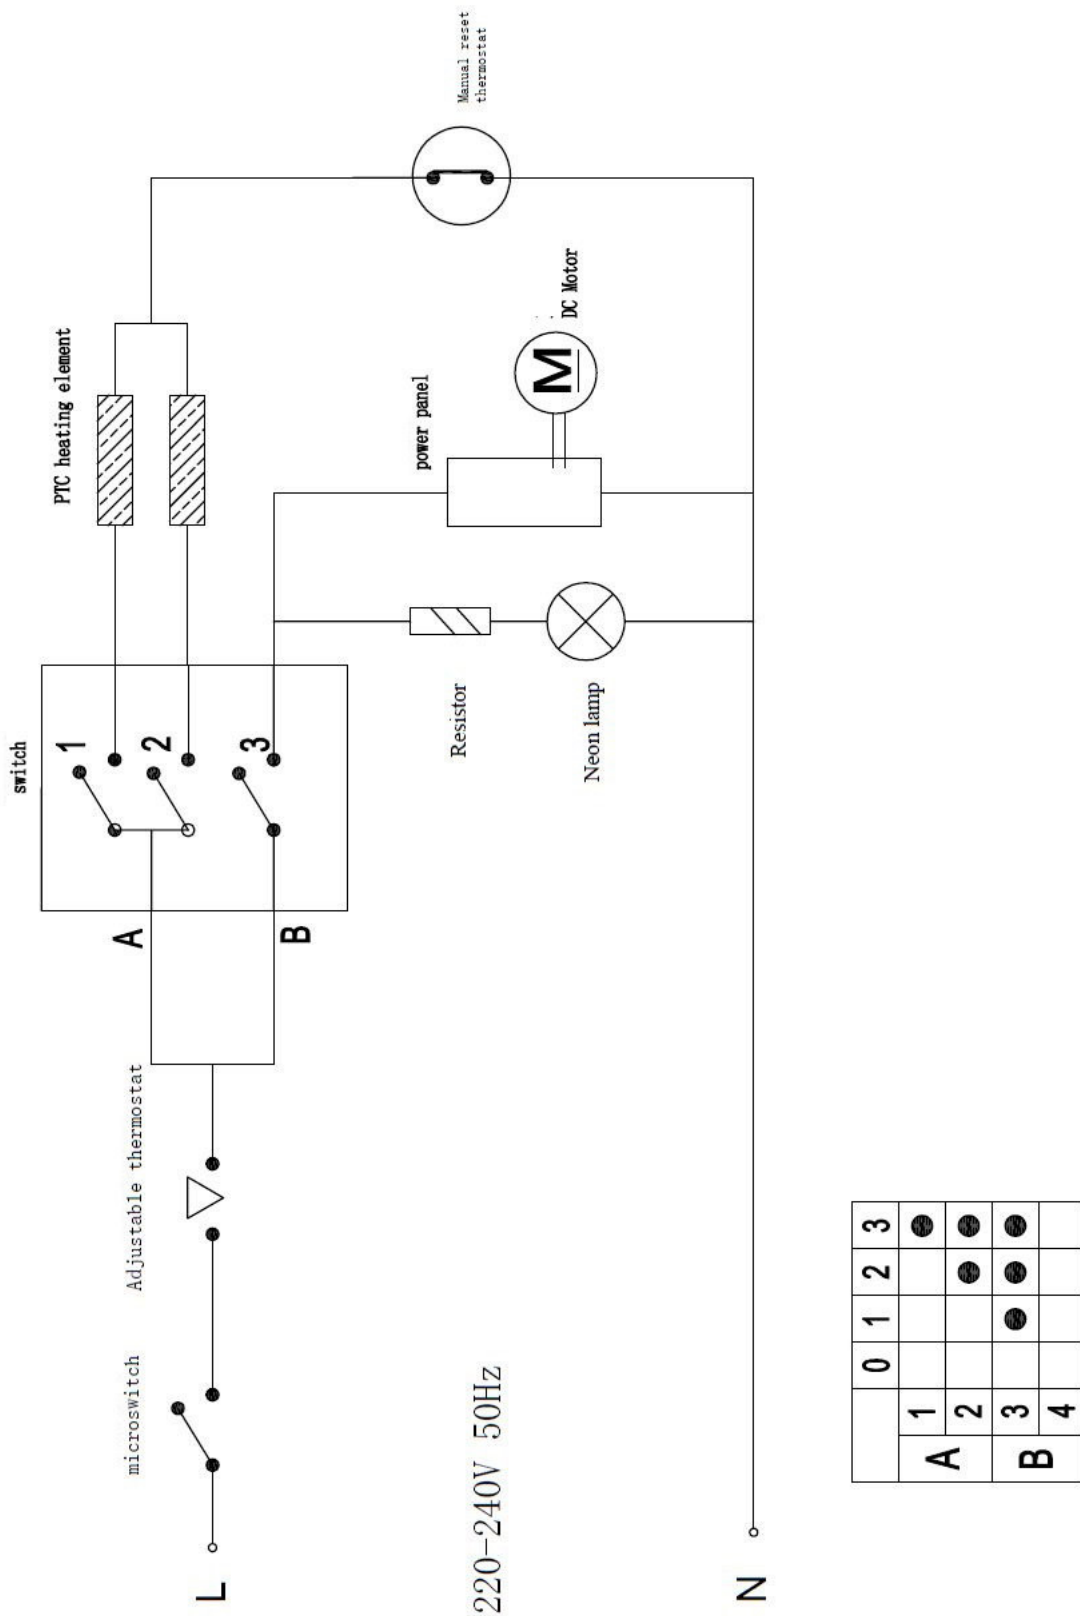 switch
PTC heating element
Manual reset
thermostat
1
2
3
A
B
microswitch
Adjustable thermostat
L
power panel
DC Motor
M
Resistor
Neon lamp
220-240V 50Hz
N
0 1 2 3
A 1
2
B 3
4